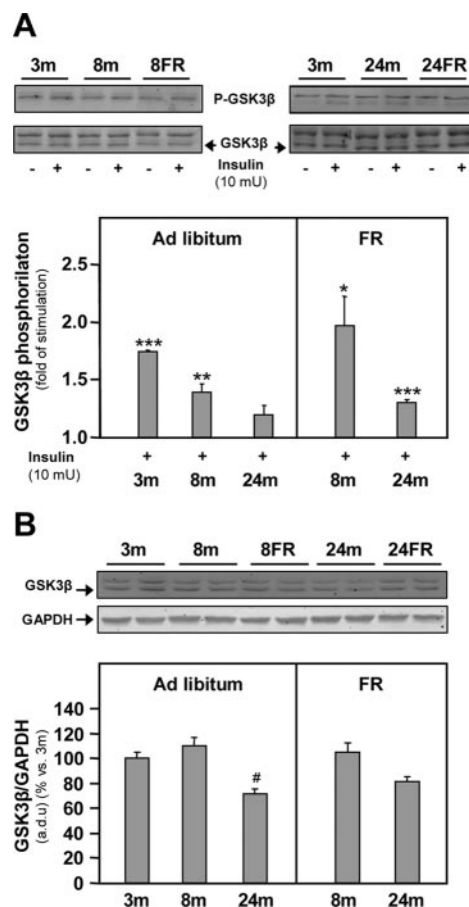 A
3m 8m 8FR 3m 24m 24FR
P-GSK3β
GSK3β
- + - + - + Insulin - + - + - +
(10 mU)
Ad libitum FR
GSK3β phosphorilaton
(fold of stimulation)
2.5
2.0
1.5
1.0
*** ** * ***
Insulin + + + + +
(10 mU)
3m 8m 24m 8m 24m
B
3m 8m 8FR 24m 24FR
GSK3β
GAPDH
Ad libitum FR
GSK3β/GAPDH
(a.d.u) (% vs. 3m)
140
120
100
80
60
40
20
0
#
3m 8m 24m 8m 24m